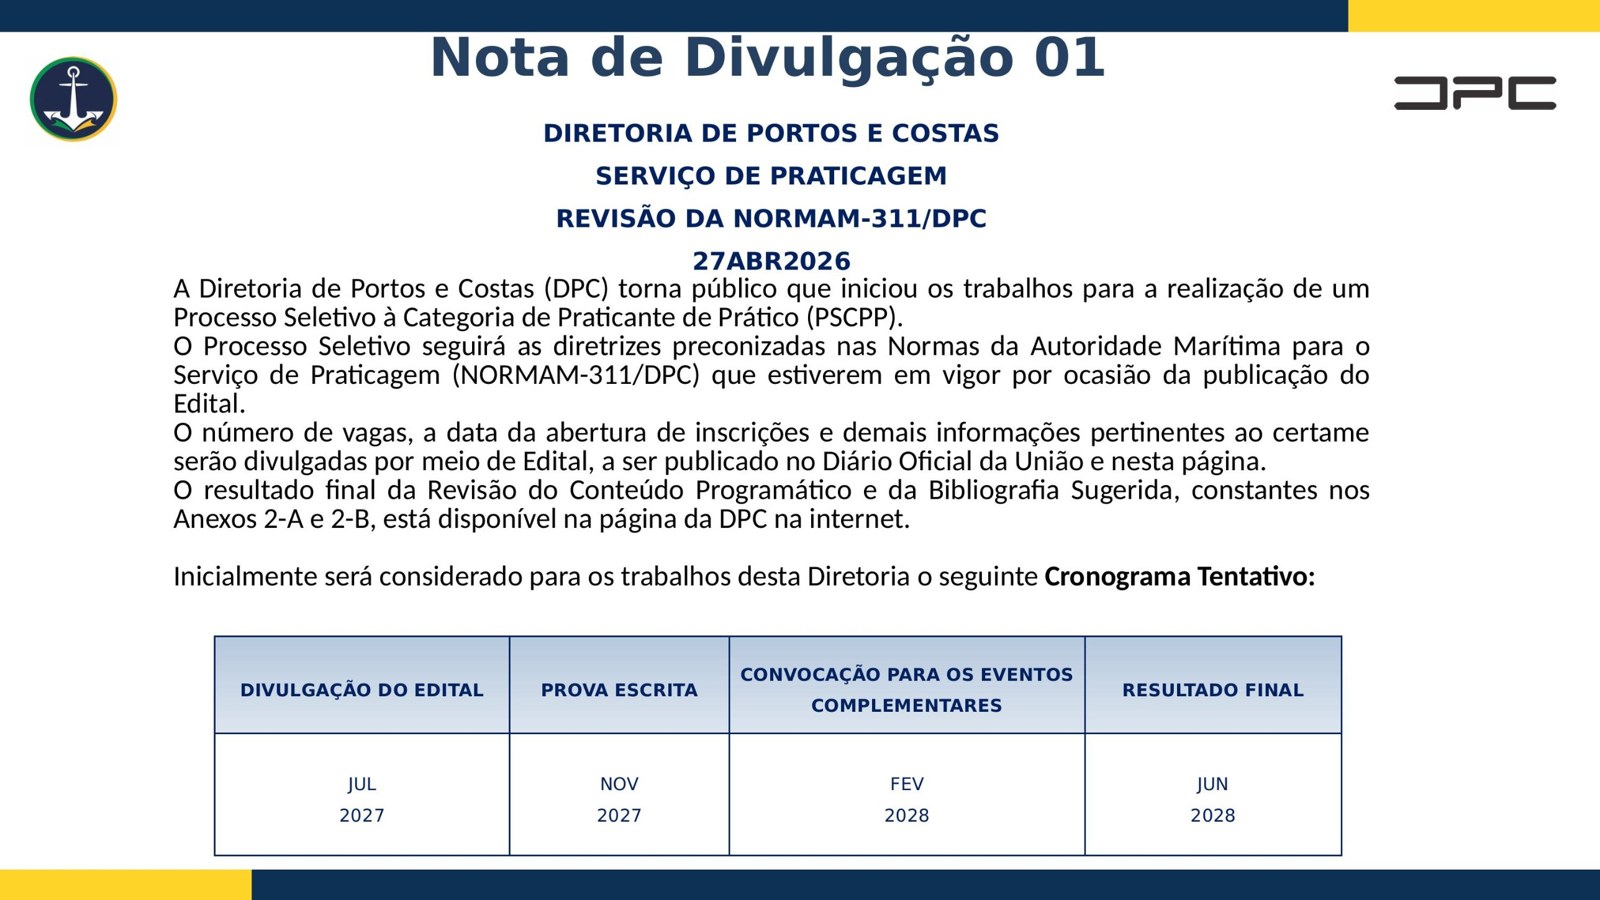 Nota de Divulgação 01
DPC
DIRETORIA DE PORTOS E COSTAS
SERVIÇO DE PRATICAGEM
REVISÃO DA NORMAM-311/DPC
27ABR2026
A Diretoria de Portos e Costas (DPC) torna público que iniciou os trabalhos para a realização de um
Processo Seletivo à Categoria de Praticante de Prático (PSCPP).
O Processo Seletivo seguirá as diretrizes preconizadas nas Normas da Autoridade Marítima para o
Serviço de Praticagem (NORMAM-311/DPC) que estiverem em vigor por ocasião da publicação do
Edital.
O número de vagas, a data da abertura de inscrições e demais informações pertinentes ao certame
serão divulgadas por meio de Edital, a ser publicado no Diário Oficial da União e nesta página.
O resultado final da Revisão do Conteúdo Programático e da Bibliografia Sugerida, constantes nos
Anexos 2-A e 2-B, está disponível na página da DPC na internet.
Inicialmente será considerado para os trabalhos desta Diretoria o seguinte Cronograma Tentativo:
DIVULGAÇÃO DO EDITAL
PROVA ESCRITA
CONVOCAÇÃO PARA OS EVENTOS
COMPLEMENTARES
RESULTADO FINAL
JUL
2027
NOV
2027
FEV
2028
JUN
2028